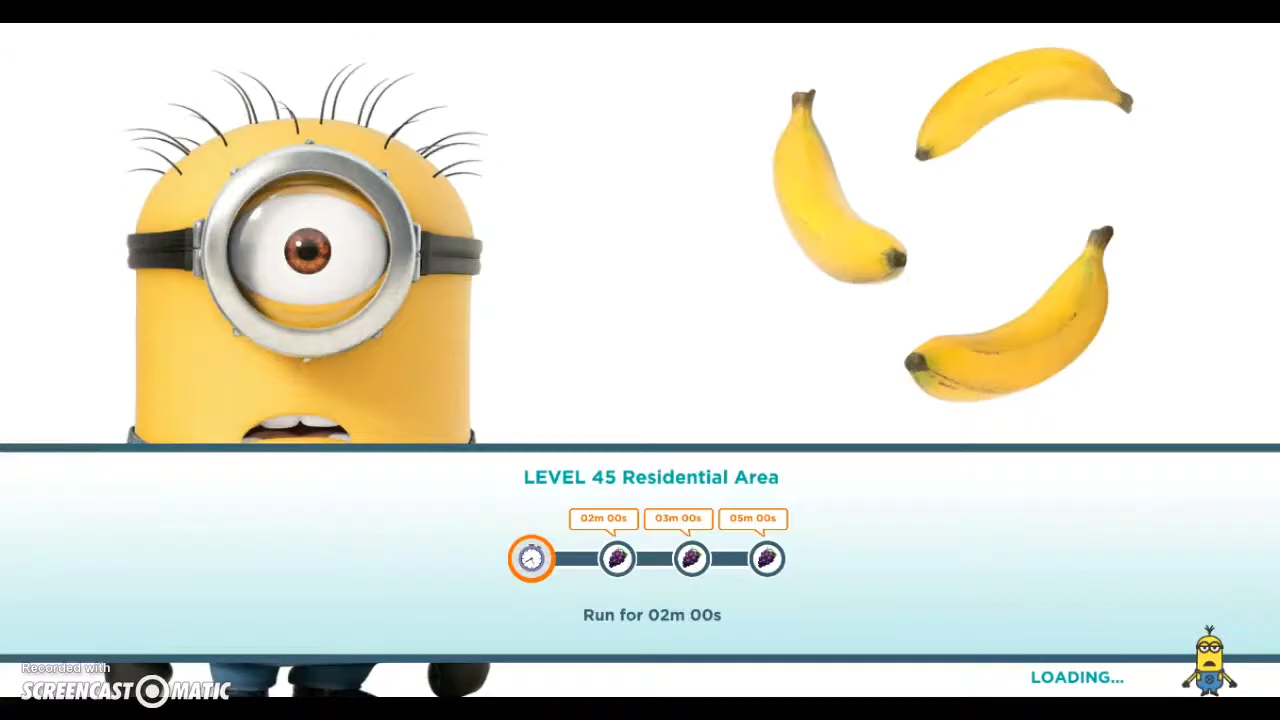 LEVEL 45 Residential Area
02m 00s 03m 00s 05m 00s
Run for 02m 00s
Recorded with
SCREENCAST-O-MATIC
LOADING...